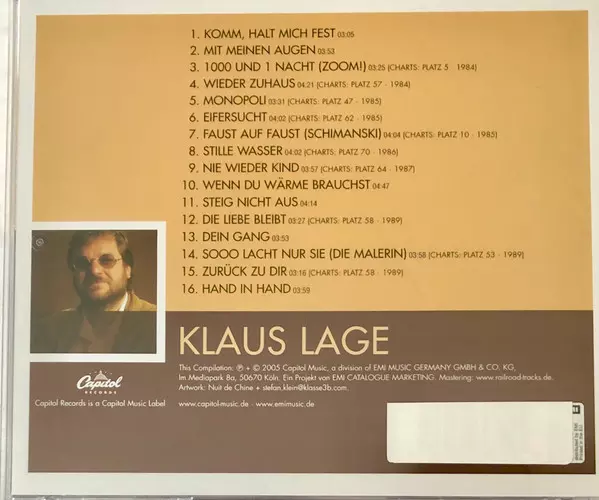 1. KOMM, HALT MICH FEST 03:05
2. MIT MEINEN AUGEN 03:53
3. 1000 UND 1 NACHT (ZOOM!) 03:25 (CHARTS: PLATZ 5 · 1984)
4. WIEDER ZUHAUS 04:21 (CHARTS: PLATZ 57 · 1984)
5. MONOPOLI 03:31 (CHARTS: PLATZ 47 · 1985)
6. EIFERSUCHT 04:02 (CHARTS: PLATZ 62 · 1985)
7. FAUST AUF FAUST (SCHIMANSKI) 04:04 (CHARTS: PLATZ 10 · 1985)
8. STILLE WASSER 04:02 (CHARTS: PLATZ 70 · 1986)
9. NIE WIEDER KIND 03:57 (CHARTS: PLATZ 64 · 1987)
10. WENN DU WÄRME BRAUCHST 04:47
11. STEIG NICHT AUS 04:14
12. DIE LIEBE BLEIBT 03:27 (CHARTS: PLATZ 58 · 1989)
13. DEIN GANG 03:53
14. SOOO LACHT NUR SIE (DIE MALERIN) 03:58 (CHARTS: PLATZ 53 · 1989)
15. ZURÜCK ZU DIR 03:16 (CHARTS: PLATZ 58 · 1989)
16. HAND IN HAND 03:59
KLAUS LAGE
This Compilation: ℗ + © 2005 Capitol Music, a division of EMI MUSIC GERMANY GMBH & CO. KG,
Im Mediapark 8a, 50670 Köln. Ein Projekt von EMI CATALOGUE MARKETING. Mastering: www.railroad-tracks.de.
Artwork: Nuit de Chine + stefan.klein@klasse3b.com.
Capitol
RECORDS
Capitol Records is a Capitol Music Label
www.capitol-music.de · www.emimusic.de